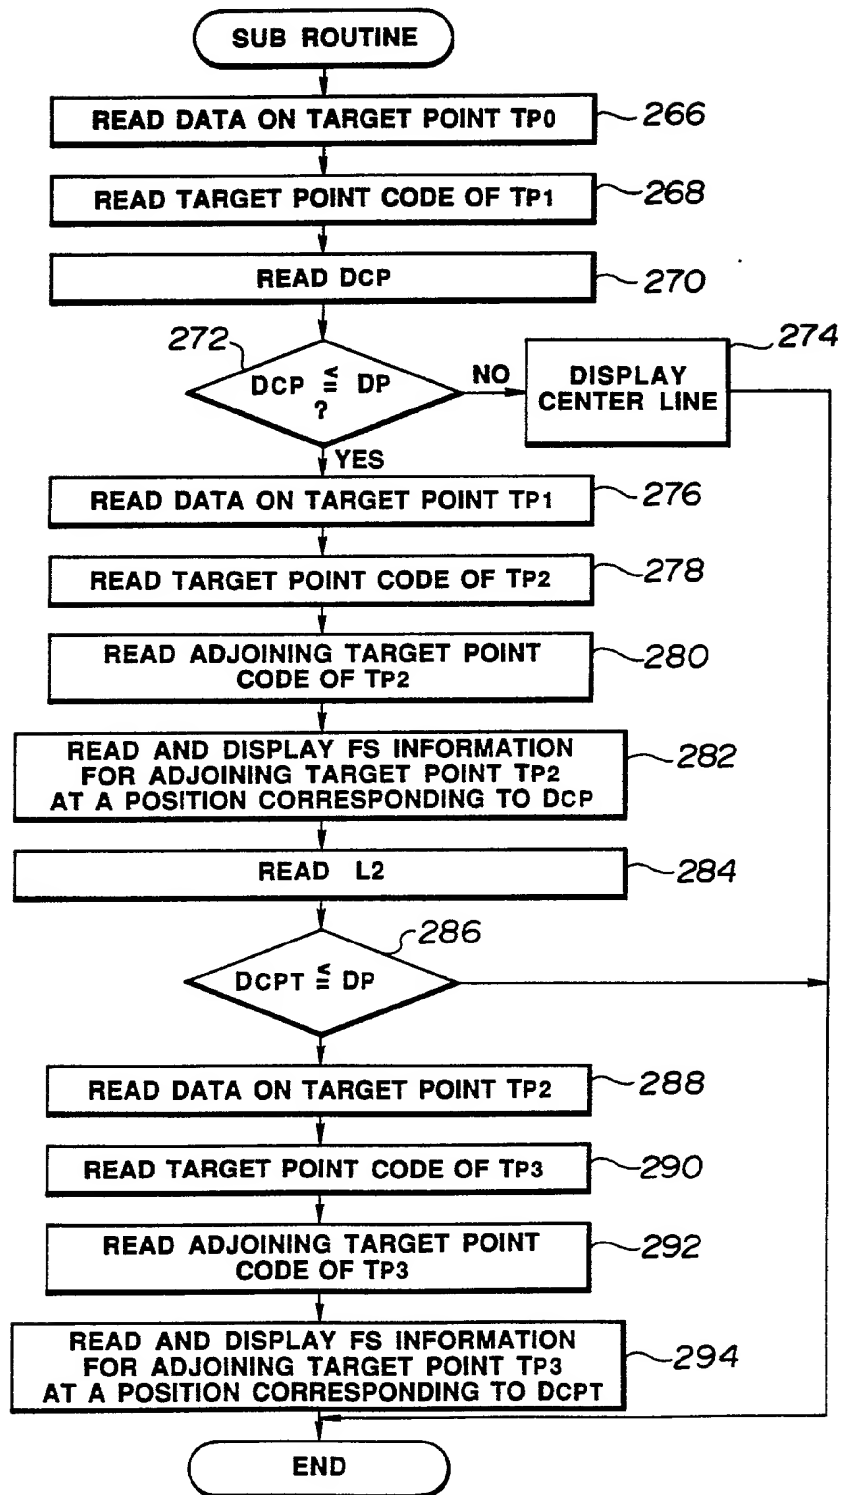 SUB ROUTINE
READ DATA ON TARGET POINT TP0
266
READ TARGET POINT CODE OF TP1
268
READ DCP
270
272
DCP ≦ DP
?
NO
DISPLAY
CENTER LINE
274
YES
READ DATA ON TARGET POINT TP1
276
READ TARGET POINT CODE OF TP2
278
READ ADJOINING TARGET POINT
CODE OF TP2
280
READ AND DISPLAY FS INFORMATION
FOR ADJOINING TARGET POINT TP2
AT A POSITION CORRESPONDING TO DCP
282
READ L2
284
286
DCPT ≦ DP
READ DATA ON TARGET POINT TP2
288
READ TARGET POINT CODE OF TP3
290
READ ADJOINING TARGET POINT
CODE OF TP3
292
READ AND DISPLAY FS INFORMATION
FOR ADJOINING TARGET POINT TP3
AT A POSITION CORRESPONDING TO DCPT
294
END